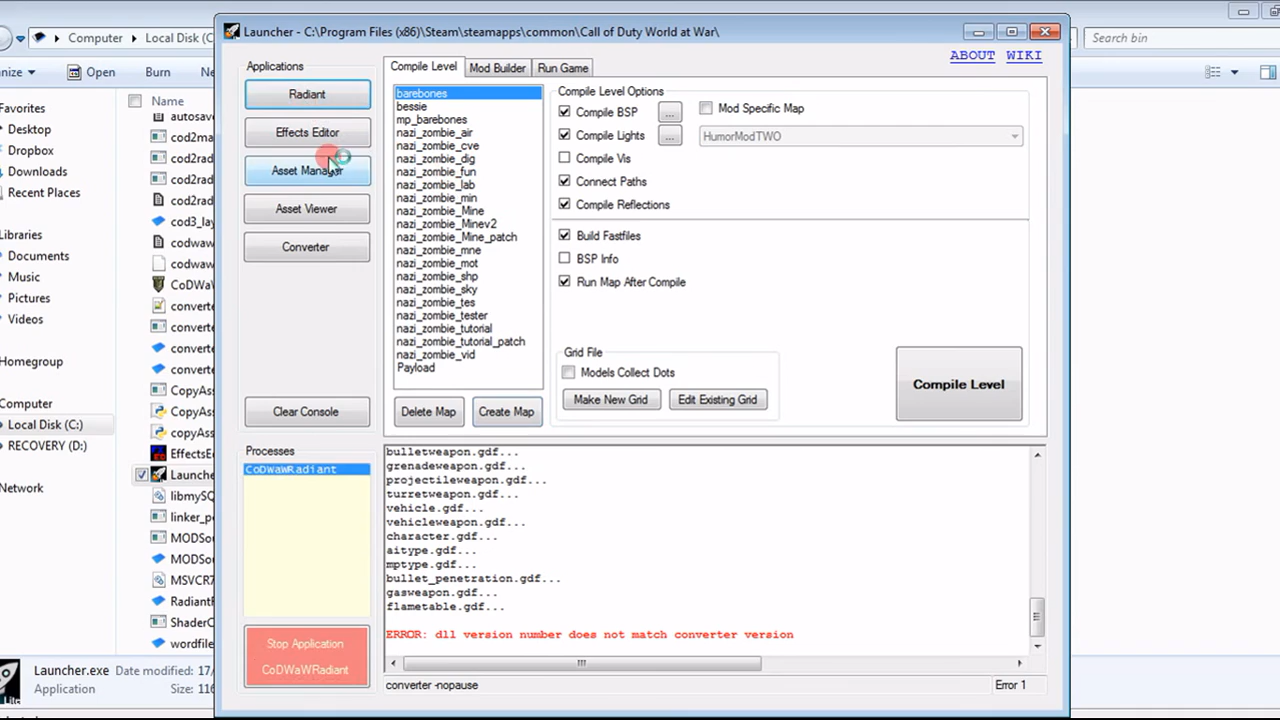 Launcher - C:\Program Files (x86)\Steam\steamapps\common\Call of Duty World at War\
Computer
Local Disk (C:
Search bin
Open
Burn
Favorites
Desktop
Dropbox
Downloads
Recent Places
Libraries
Documents
Music
Pictures
Videos
Homegroup
Computer
Local Disk (C:)
RECOVERY (D:)
Network
Name
autosav
cod2ma
cod2rad
cod2rad
cod2rad
cod3_lay
codwaw
codwaw
CoDWaW
converte
converte
converte
converte
CopyAss
CopyAss
copyAss
EffectsEd
Launche
libmySQ
linker_p
MODSo
MODSo
MSVCR7
RadiantF
ShaderC
wordfile
Launcher.exe
Date modified: 17/
Application
Size: 116
Applications
Radiant
Effects Editor
Asset Manager
Asset Viewer
Converter
Clear Console
Processes
CoDWaWRadiant
Stop Application
CoDWaWRadiant
Compile Level
Mod Builder
Run Game
ABOUT
WIKI
barebones
bessie
mp_barebones
nazi_zombie_air
nazi_zombie_cve
nazi_zombie_dig
nazi_zombie_fun
nazi_zombie_lab
nazi_zombie_min
nazi_zombie_Mine
nazi_zombie_Minev2
nazi_zombie_Mine_patch
nazi_zombie_mne
nazi_zombie_mot
nazi_zombie_shp
nazi_zombie_sky
nazi_zombie_tes
nazi_zombie_tester
nazi_zombie_tutorial
nazi_zombie_tutorial_patch
nazi_zombie_vid
Payload
Delete Map
Create Map
Compile Level Options
Compile BSP
...
Mod Specific Map
Compile Lights
...
HumorModTWO
Compile Vis
Connect Paths
Compile Reflections
Build Fastfiles
BSP Info
Run Map After Compile
Grid File
Models Collect Dots
Make New Grid
Edit Existing Grid
Compile Level
bulletweapon.gdf...
grenadeweapon.gdf...
projectileweapon.gdf...
turretweapon.gdf...
vehicle.gdf...
vehicleweapon.gdf...
character.gdf...
aitype.gdf...
mptype.gdf...
bullet_penetration.gdf...
gasweapon.gdf...
flametable.gdf...
ERROR: dll version number does not match converter version
converter -nopause
Error 1